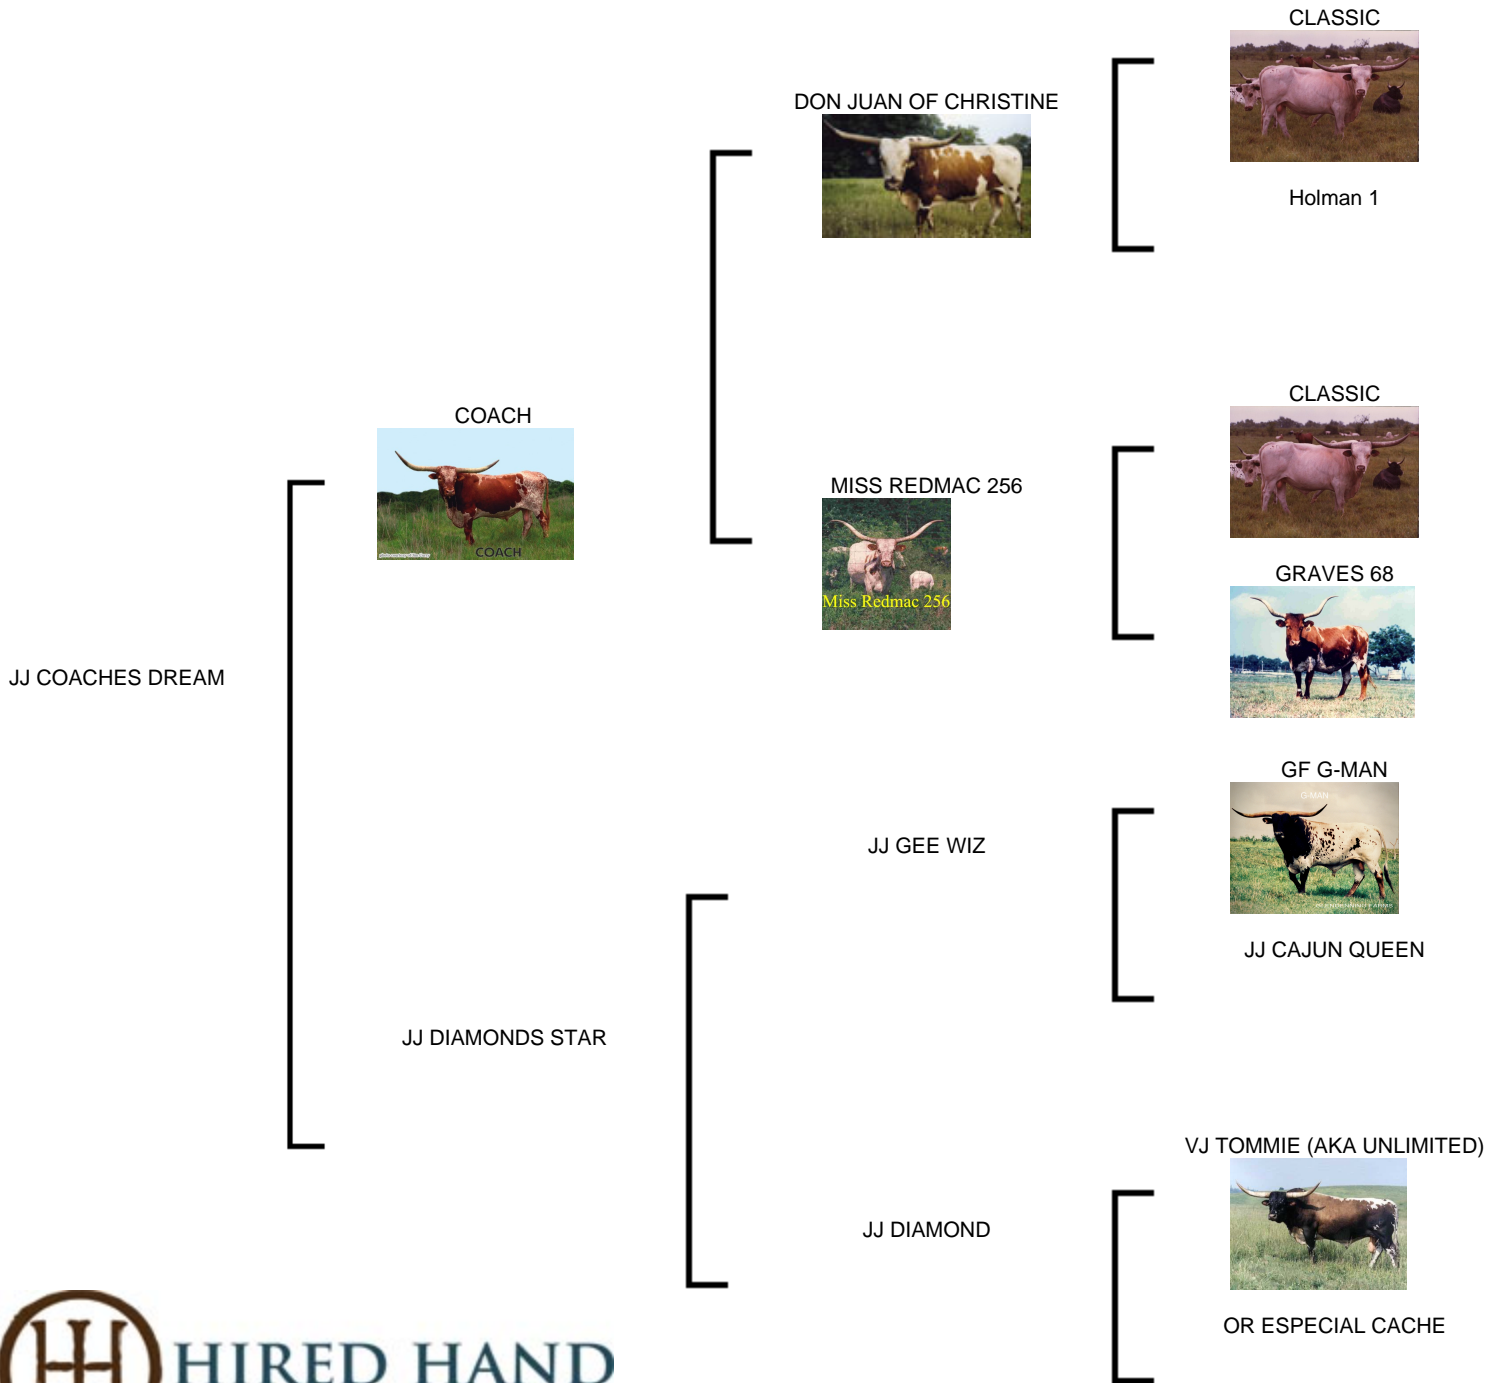 CLASSIC
DON JUAN OF CHRISTINE
Holman 1
CLASSIC
COACH
COACH
MISS REDMAC 256
Miss Redmac 256
GRAVES 68
JJ COACHES DREAM
GF G-MAN
G-MAN
JJ GEE WIZ
JJ CAJUN QUEEN
JJ DIAMONDS STAR
VJ TOMMIE (AKA UNLIMITED)
JJ DIAMOND
OR ESPECIAL CACHE
HIRED HAND